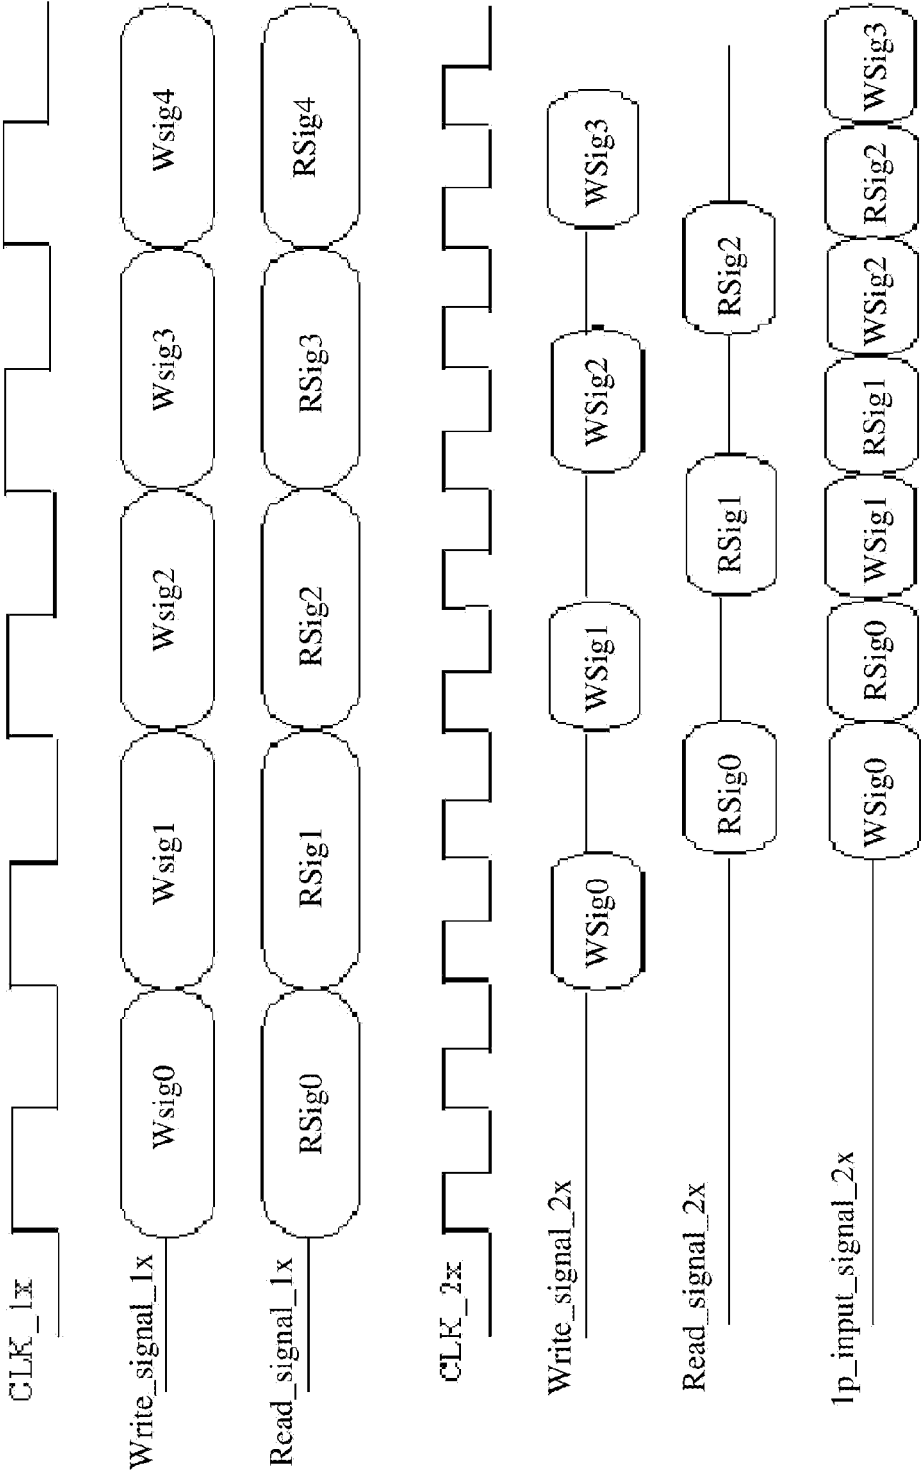 CLK_1x
Write_signal_1x
Wsig0
Wsig1
Wsig2
Wsig3
Wsig4
Read_signal_1x
RSig0
RSig1
RSig2
RSig3
RSig4
CLK_2x
Write_signal_2x
WSig0
WSig1
WSig2
WSig3
Read_signal_2x
RSig0
RSig1
RSig2
1p_input_signal_2x
WSig0
RSig0
WSig1
RSig1
WSig2
RSig2
WSig3